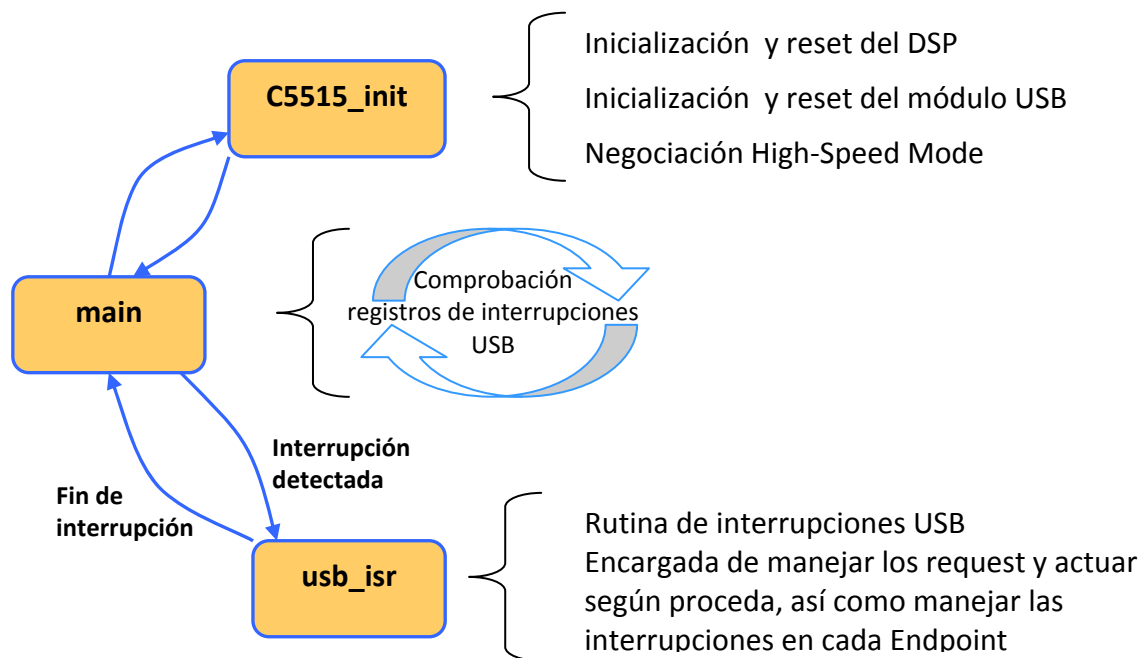 C5515_init
Inicialización y reset del DSP
Inicialización y reset del módulo USB
Negociación High-Speed Mode
main
Comprobación
registros de interrupciones
USB
Interrupción
detectada
Fin de
interrupción
usb_isr
Rutina de interrupciones USB
Encargada de manejar los request y actuar
según proceda, así como manejar las
interrupciones en cada Endpoint